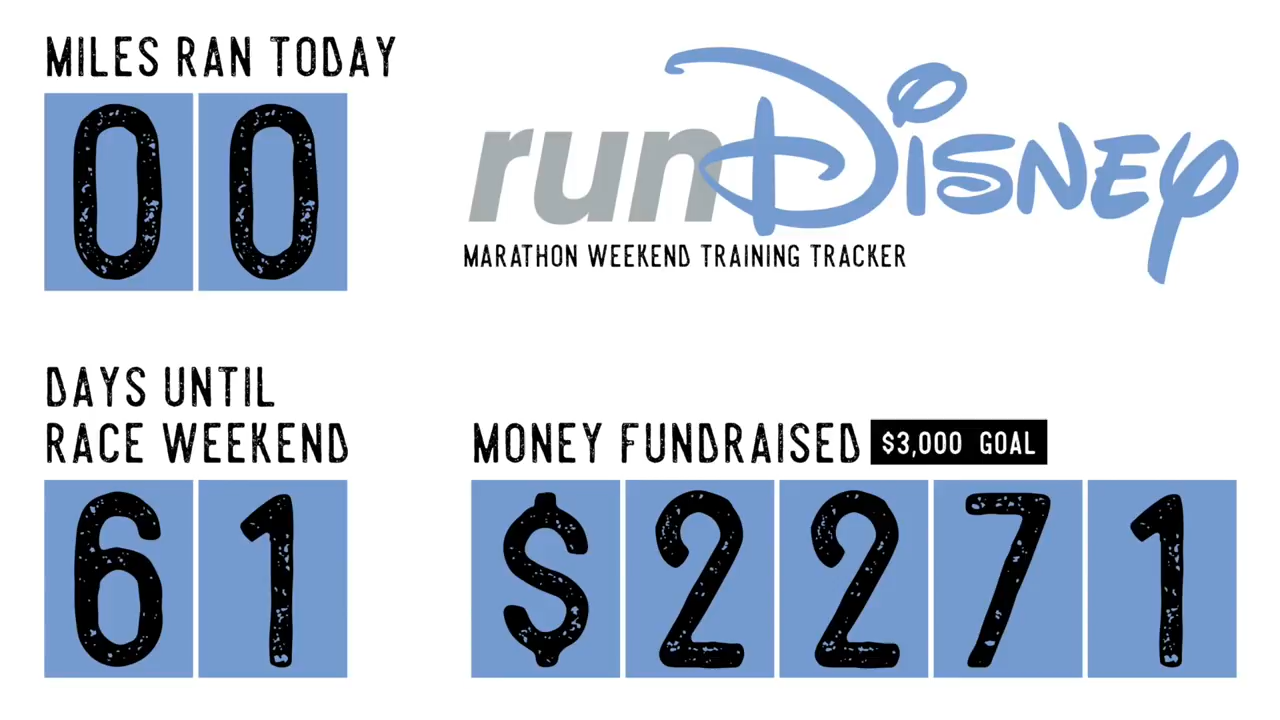 MILES RAN TODAY
00
runDisney
MARATHON WEEKEND TRAINING TRACKER
DAYS UNTIL
RACE WEEKEND
61
MONEY FUNDRAISED $3,000 GOAL
$2271